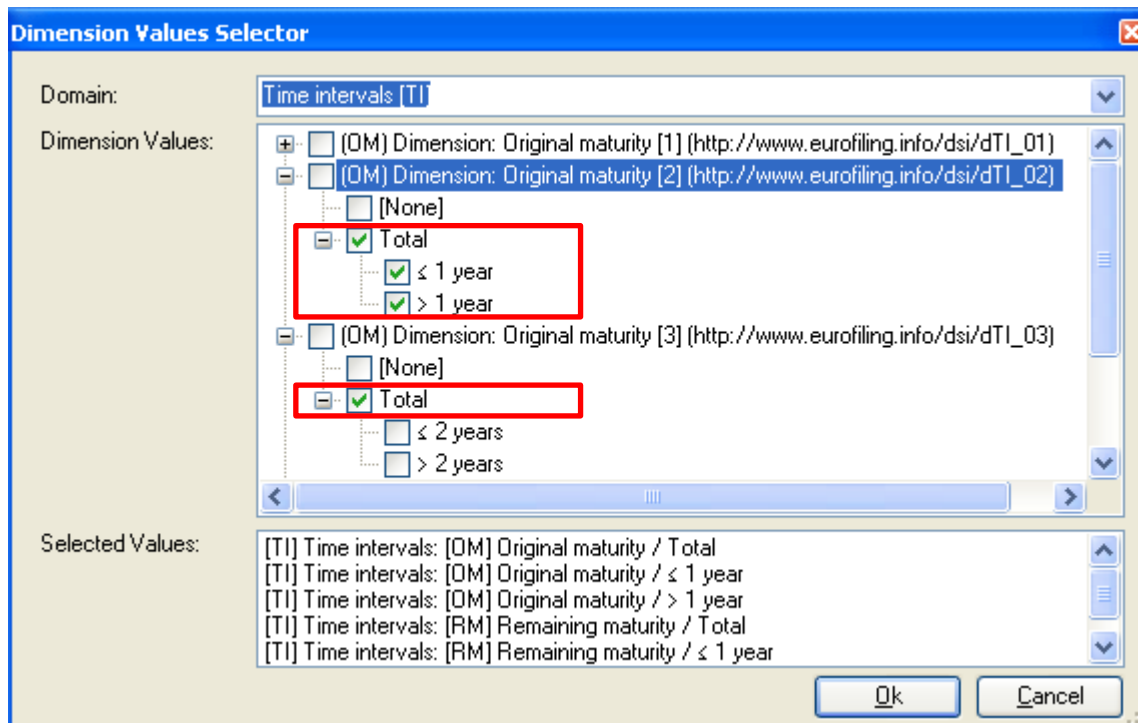 Dimension Values Selector
Domain: Time intervals [TI]
Dimension Values:
(OM) Dimension: Original maturity [1] (http://www.eurofiling.info/dsi/dTI_01)
(OM) Dimension: Original maturity [2] (http://www.eurofiling.info/dsi/dTI_02)
[None]
Total
≤ 1 year
> 1 year
(OM) Dimension: Original maturity [3] (http://www.eurofiling.info/dsi/dTI_03)
[None]
Total
≤ 2 years
> 2 years
Selected Values:
[TI] Time intervals: [OM] Original maturity / Total
[TI] Time intervals: [OM] Original maturity / ≤ 1 year
[TI] Time intervals: [OM] Original maturity / > 1 year
[TI] Time intervals: [RM] Remaining maturity / Total
[TI] Time intervals: [RM] Remaining maturity / ≤ 1 year
Ok Cancel